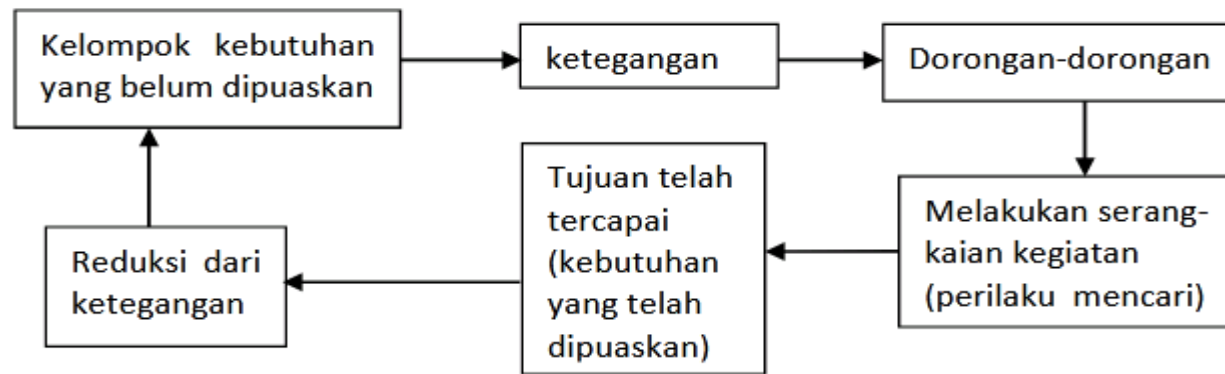 Kelompok kebutuhan
yang belum dipuaskan
ketegangan
Dorongan-dorongan
Melakukan serang-
kaian kegiatan
(perilaku mencari)
Tujuan telah
tercapai
(kebutuhan
yang telah
dipuaskan)
Reduksi dari
ketegangan